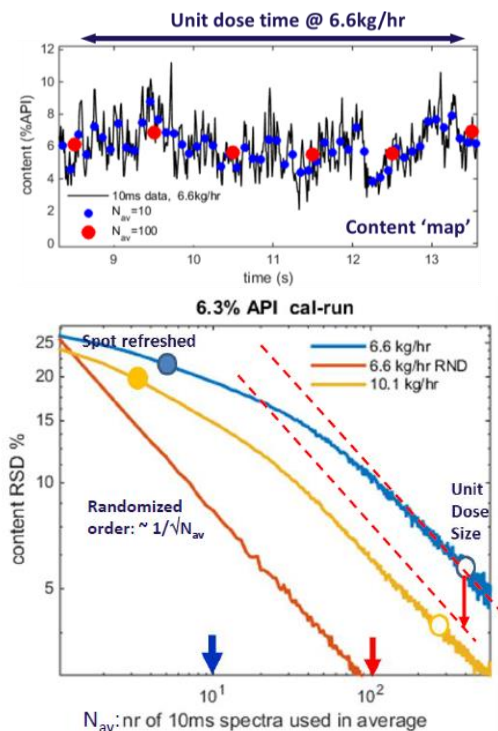 Unit dose time @ 6.6kg/hr
content (%API)
12
10
8
6
4
2
0
10ms data, 6.6kg/hr
Nav=10
Nav=100
Content ‘map’
9
10
11
12
13
time (s)
6.3% API cal-run
content RSD %
25
20
15
10
5
Spot refreshed
6.6 kg/hr
6.6 kg/hr RND
10.1 kg/hr
Randomized
order: ~ 1/√Nav
Unit
Dose
Size
10¹
10²
Nav: nr of 10ms spectra used in average